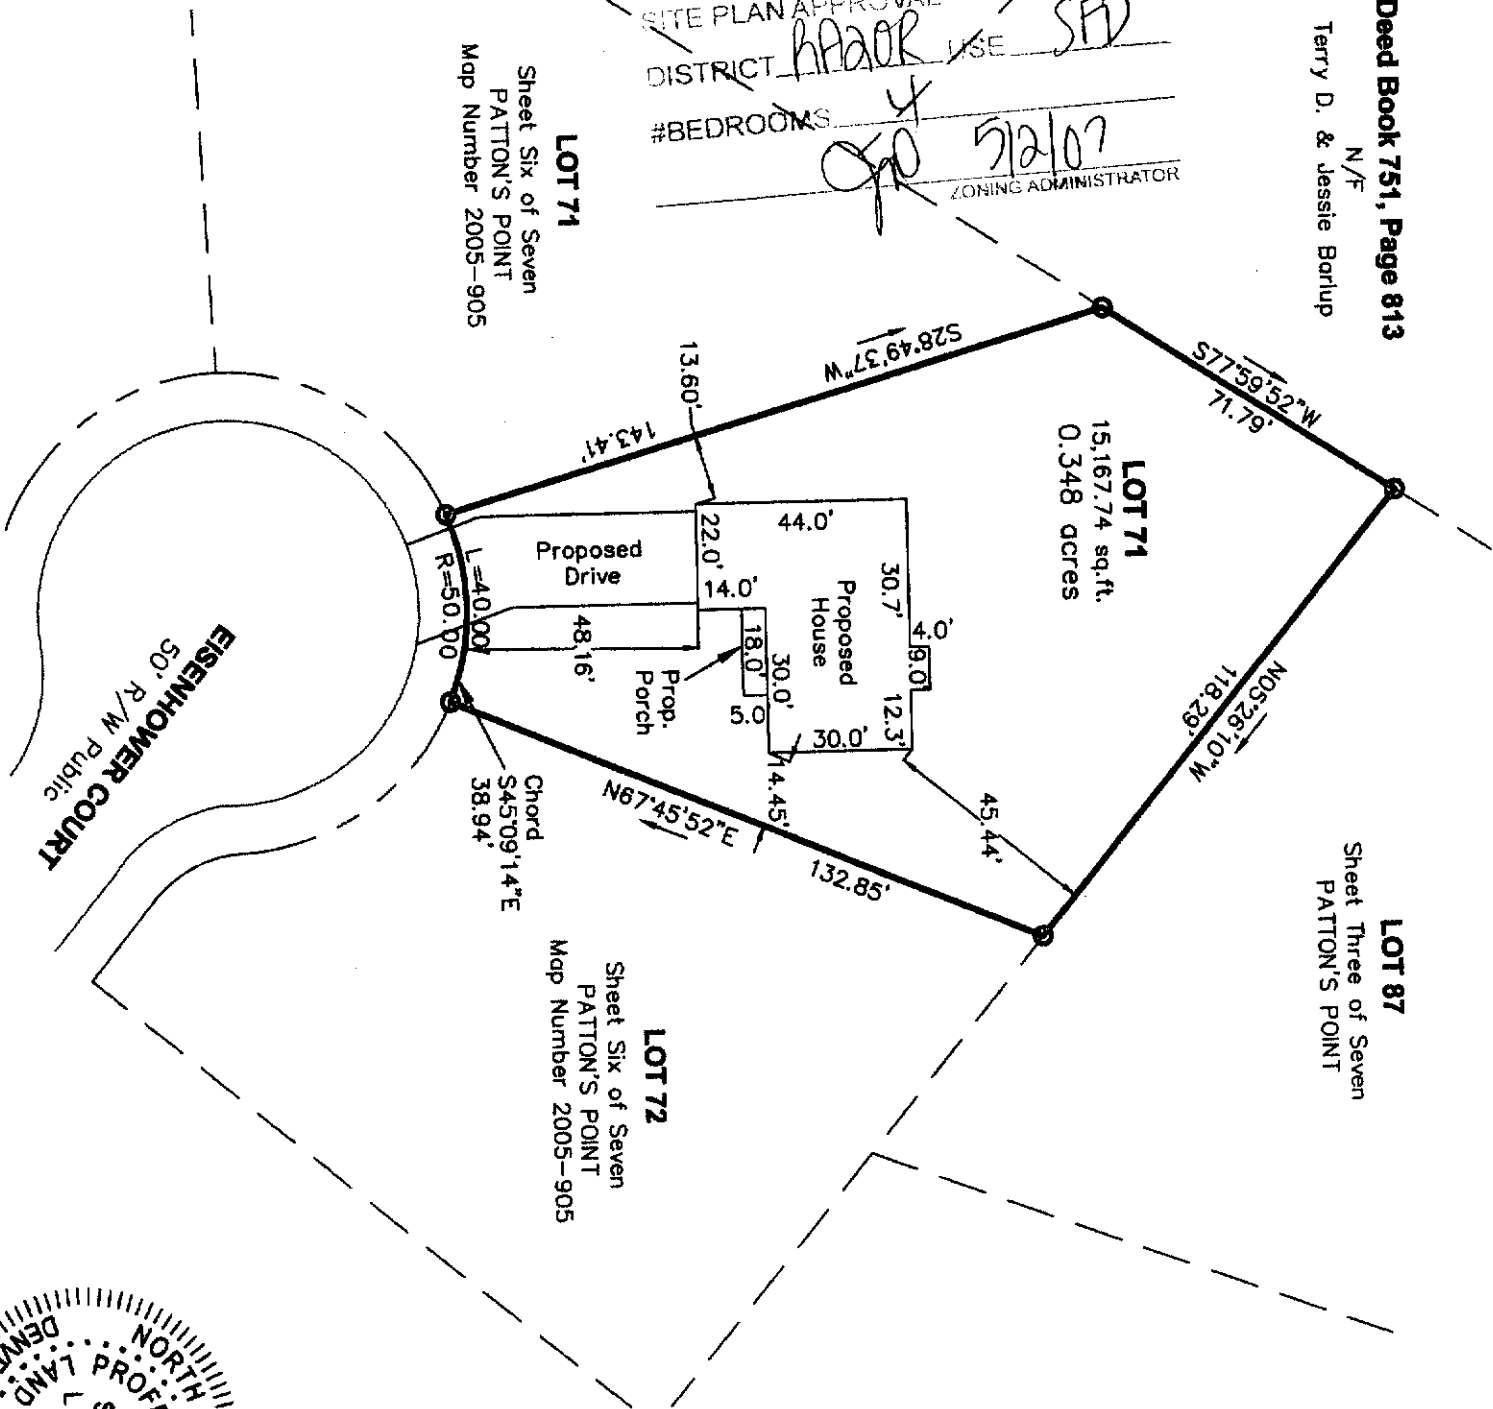 SITE PLAN APPROVAL
DISTRICT RA20R USE SFD
#BEDROOMS 4
5/2/07
ZONING ADMINISTRATOR
Deed Book 751, Page 813
N/F
Terry D. & Jessie Barlup
LOT 71
Sheet Six of Seven
PATTON'S POINT
Map Number 2005-905
S77°59'52"W
71.79'
S28°49'37"W
143.41'
13.60'
LOT 71
15,167.74 sq.ft.
0.348 acres
N05°26'10"W
118.29'
44.0'
22.0'
14.0'
30.7'
4.0'
9.0'
12.3'
Proposed
House
30.0'
18.0'
5.0
30.0'
14.45'
45.44'
Proposed
Drive
48.16'
Prop.
Porch
L=40.00'
R=50.00
Chord
S45°09'14"E
38.94'
N67°45'52"E
132.85'
EISENHOWER COURT
50' R/W Public
LOT 87
Sheet Three of Seven
PATTON'S POINT
LOT 72
Sheet Six of Seven
PATTON'S POINT
Map Number 2005-905
NORTH
LAND